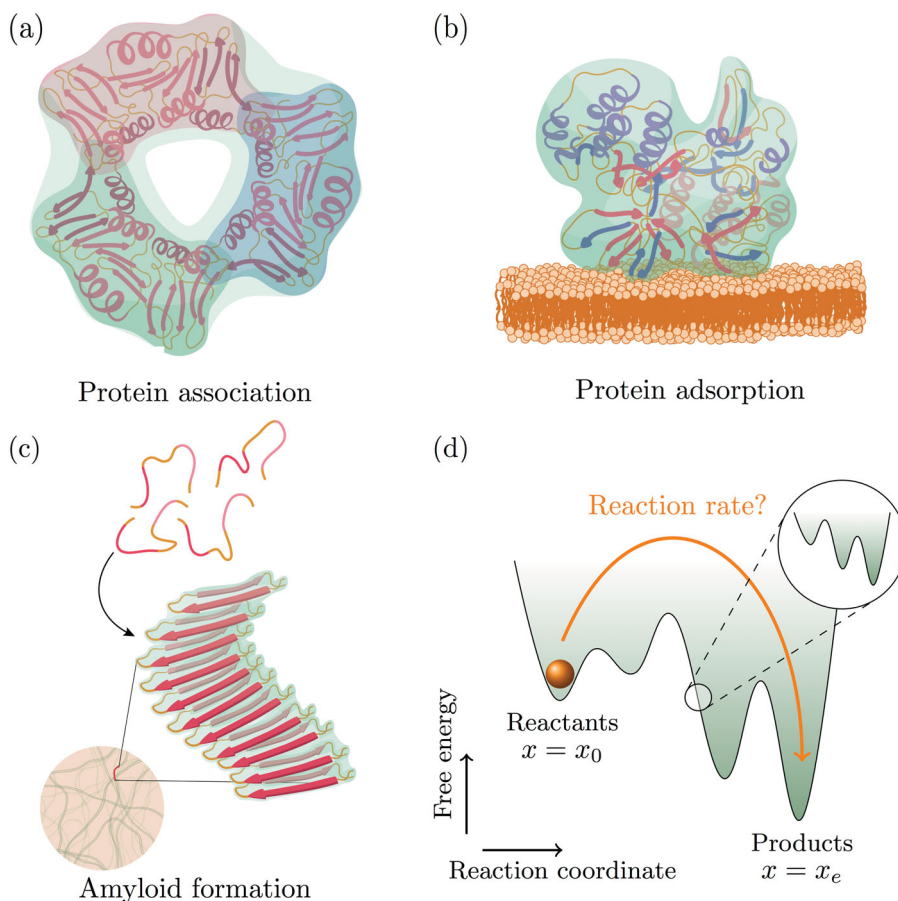 (a)
Protein association
(b)
Protein adsorption
(c)
Amyloid formation
(d)
Reaction rate?
Reactants
x = x₀
Free energy
Reaction coordinate
Products
x = xₑ